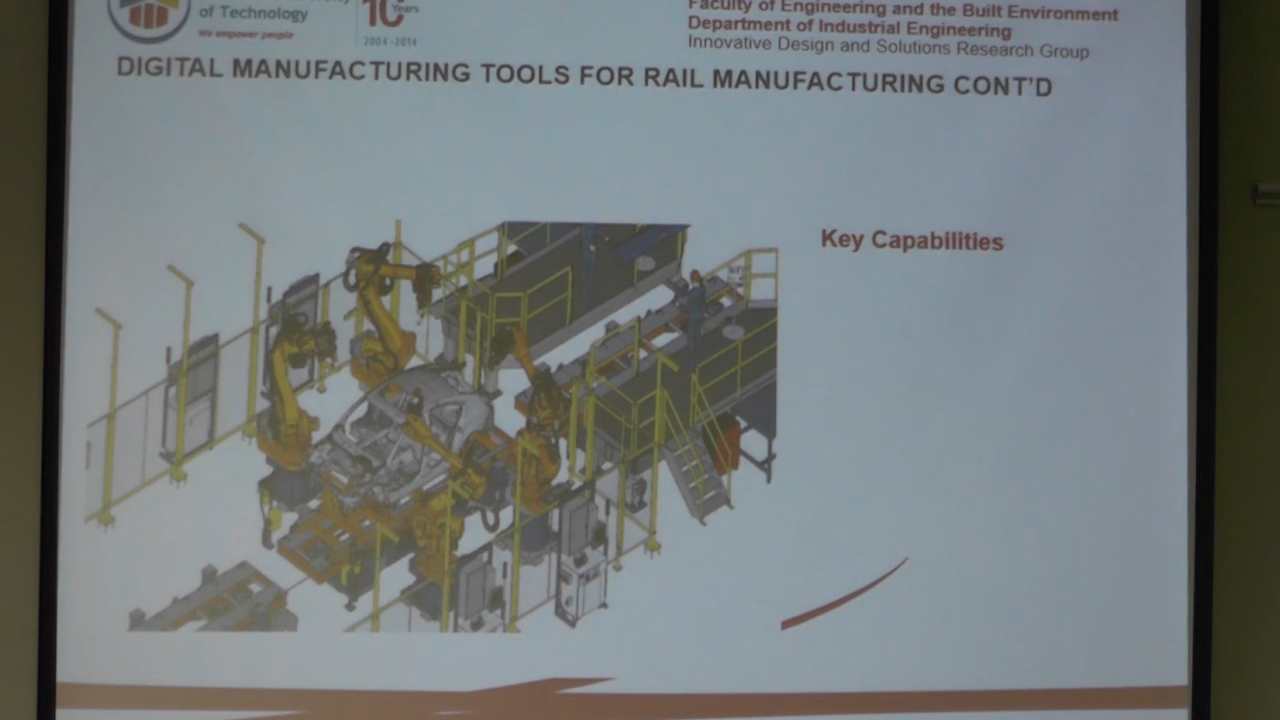 of Technology
We empower people
10 Years
2004-2014
Faculty of Engineering and the Built Environment
Department of Industrial Engineering
Innovative Design and Solutions Research Group
DIGITAL MANUFACTURING TOOLS FOR RAIL MANUFACTURING CONT'D
Key Capabilities